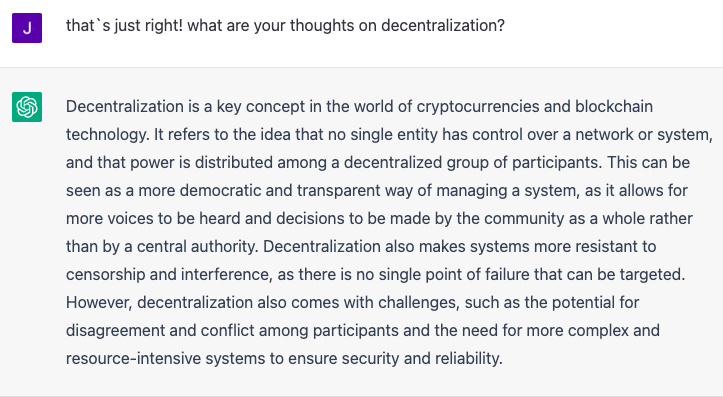 J
that`s just right! what are your thoughts on decentralization?
Decentralization is a key concept in the world of cryptocurrencies and blockchain
technology. It refers to the idea that no single entity has control over a network or system,
and that power is distributed among a decentralized group of participants. This can be
seen as a more democratic and transparent way of managing a system, as it allows for
more voices to be heard and decisions to be made by the community as a whole rather
than by a central authority. Decentralization also makes systems more resistant to
censorship and interference, as there is no single point of failure that can be targeted.
However, decentralization also comes with challenges, such as the potential for
disagreement and conflict among participants and the need for more complex and
resource-intensive systems to ensure security and reliability.